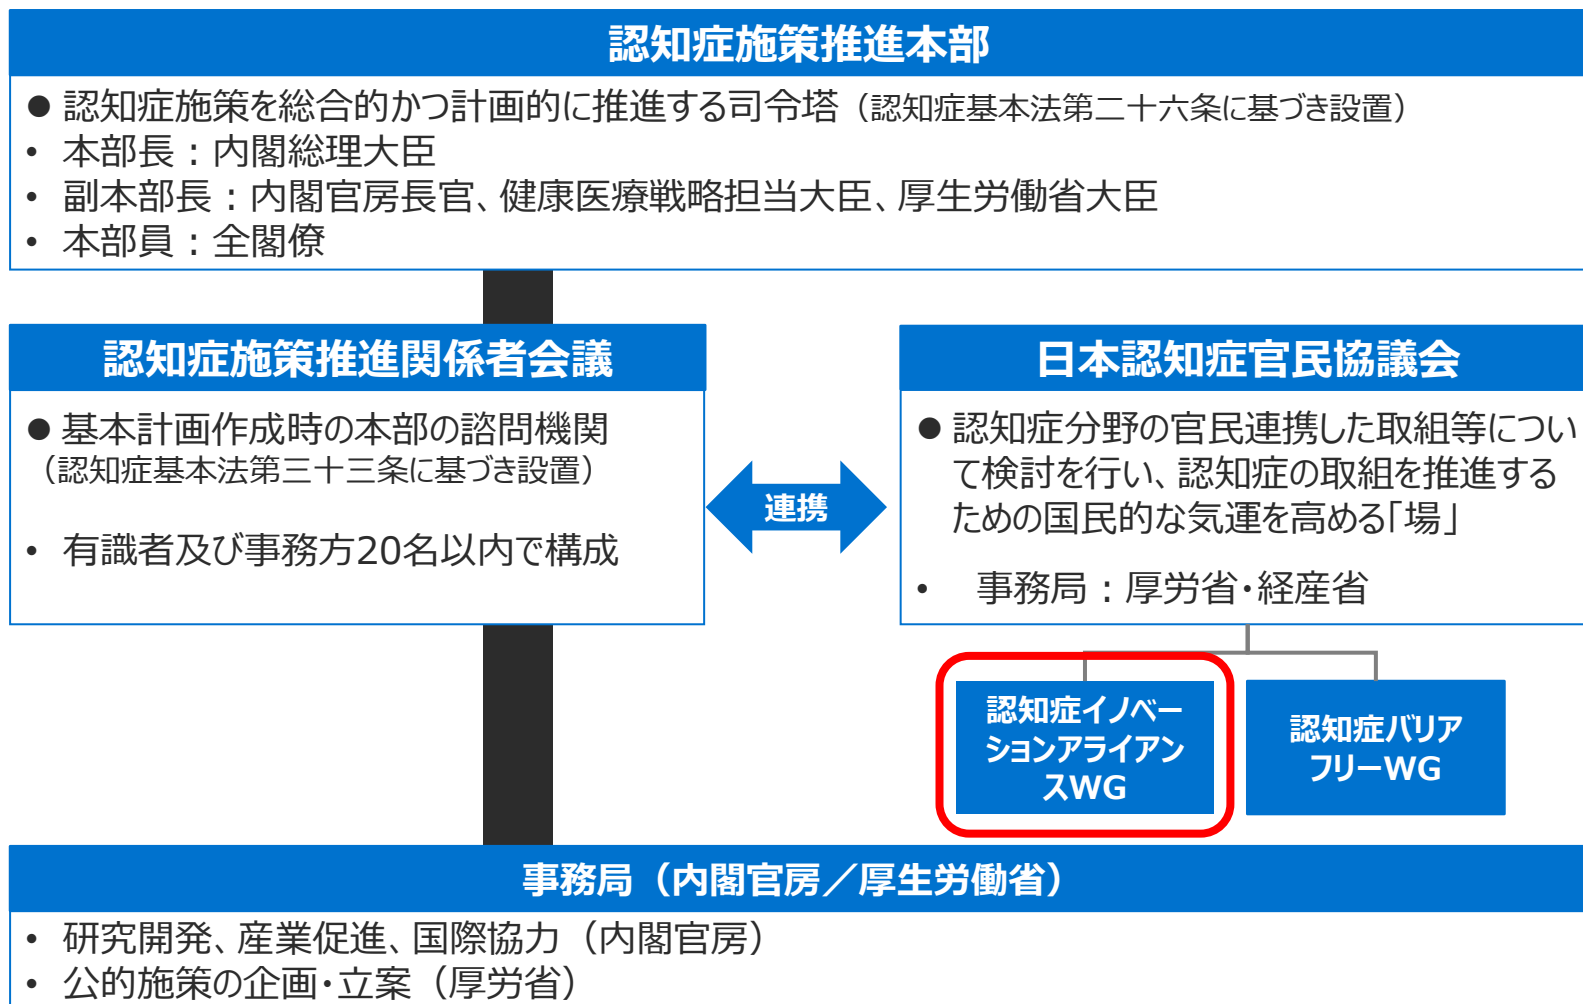 認知症施策推進本部
● 認知症施策を総合的かつ計画的に推進する司令塔（認知症基本法第二十六条に基づき設置）
• 本部長：内閣総理大臣
• 副本部長：内閣官房長官、健康医療戦略担当大臣、厚生労働省大臣
• 本部員：全閣僚
認知症施策推進関係者会議
● 基本計画作成時の本部の諮問機関
（認知症基本法第三十三条に基づき設置）
• 有識者及び事務方20名以内で構成
連携
日本認知症官民協議会
● 認知症分野の官民連携した取組等につい
て検討を行い、認知症の取組を推進する
ための国民的な気運を高める「場」
• 事務局：厚労省・経産省
認知症イノベー
ションアライアン
スWG
認知症バリア
フリーWG
事務局（内閣官房／厚生労働省）
• 研究開発、産業促進、国際協力（内閣官房）
• 公的施策の企画・立案（厚労省）